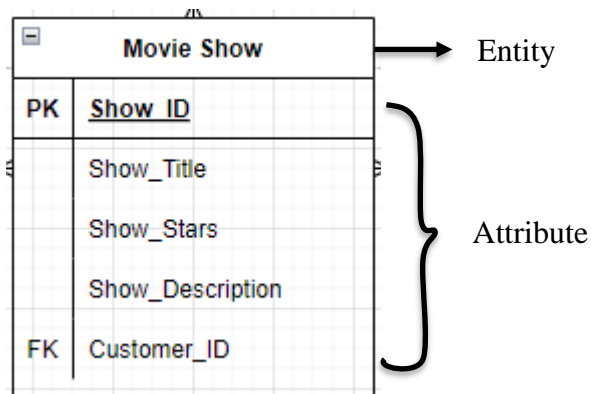 Movie Show
Entity
PK Show_ID
Show_Title
Show_Stars
Attribute
Show_Description
FK Customer_ID